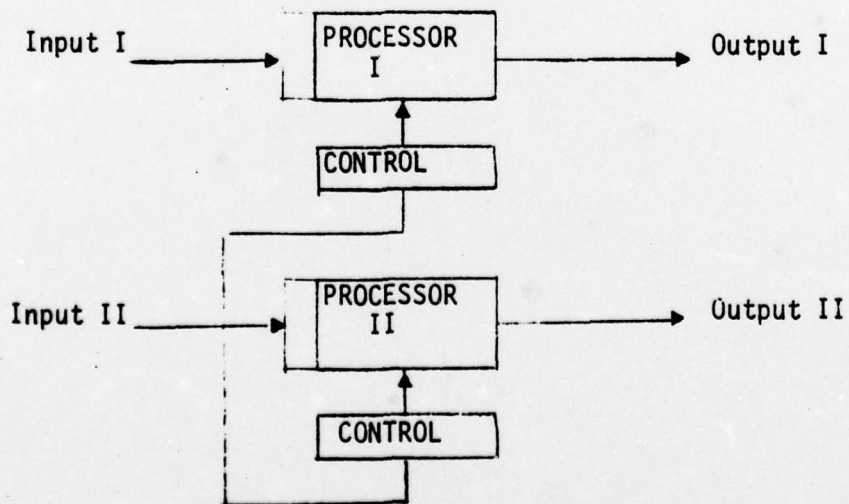 Input I
PROCESSOR
I
Output I
CONTROL
Input II
PROCESSOR
II
Output II
CONTROL